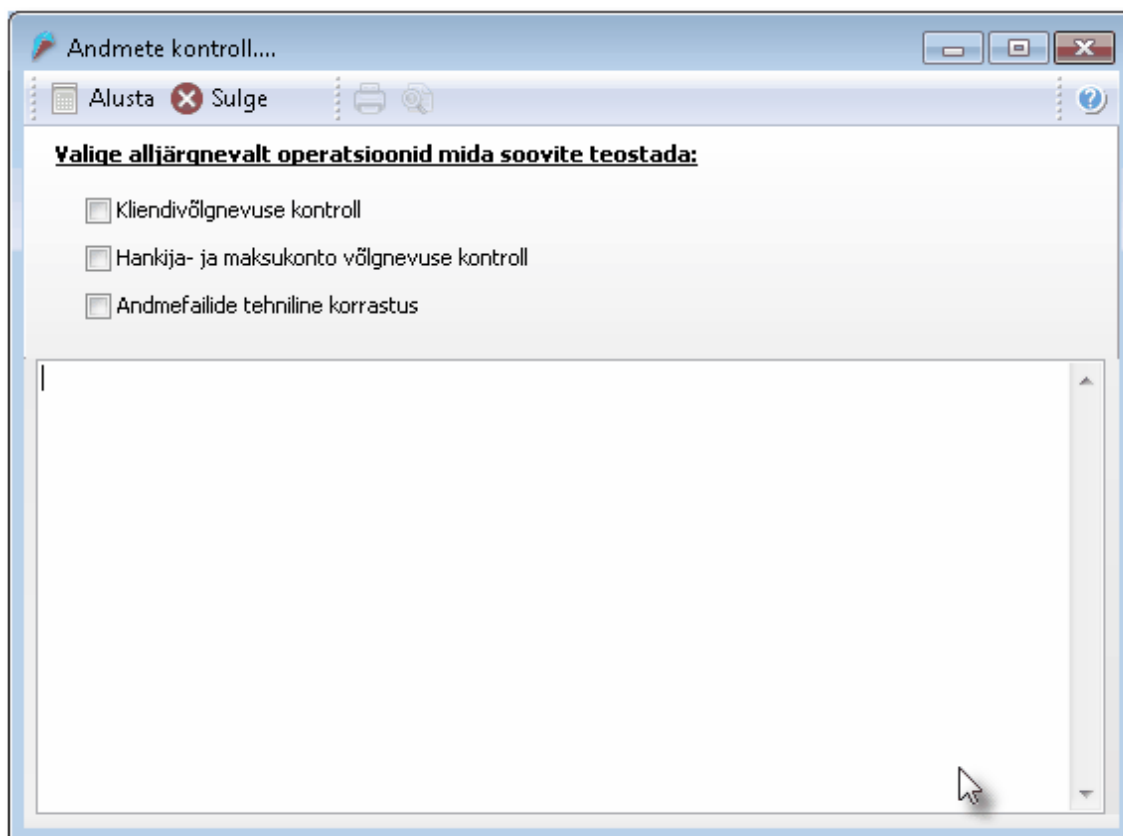 Andmete kontroll....
Alusta Sulge
Valige alljärgnevalt operatsioonid mida soovite teostada:
Kliendivõlgnevuse kontroll
Hankija- ja maksukonto võlgnevuse kontroll
Andmefailide tehniline korrastus